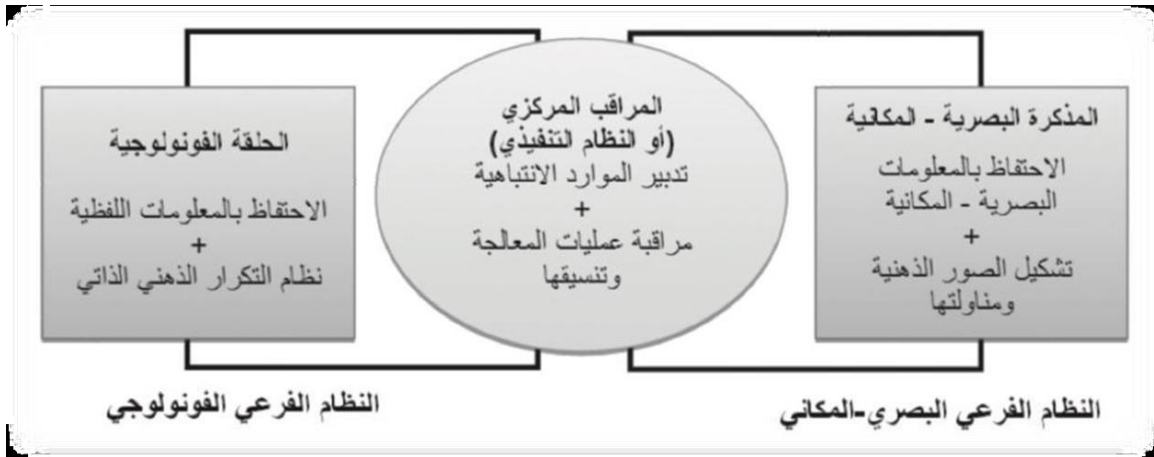 المذكرة البصرية - المكانية
الاحتفاظ بالمعلومات
البصرية - المكانية
+
تشكيل الصور الذهنية
ومناولتها
المراقب المركزي
(أو النظام التنفيذي)
تدبير الموارد الانتباهية
+
مراقبة عمليات المعالجة
وتنسيقها
الحلقة الفونولوجية
الاحتفاظ بالمعلومات اللفظية
+
نظام التكرار الذهني الذاتي
النظام الفرعي البصري-المكاني
النظام الفرعي الفونولوجي